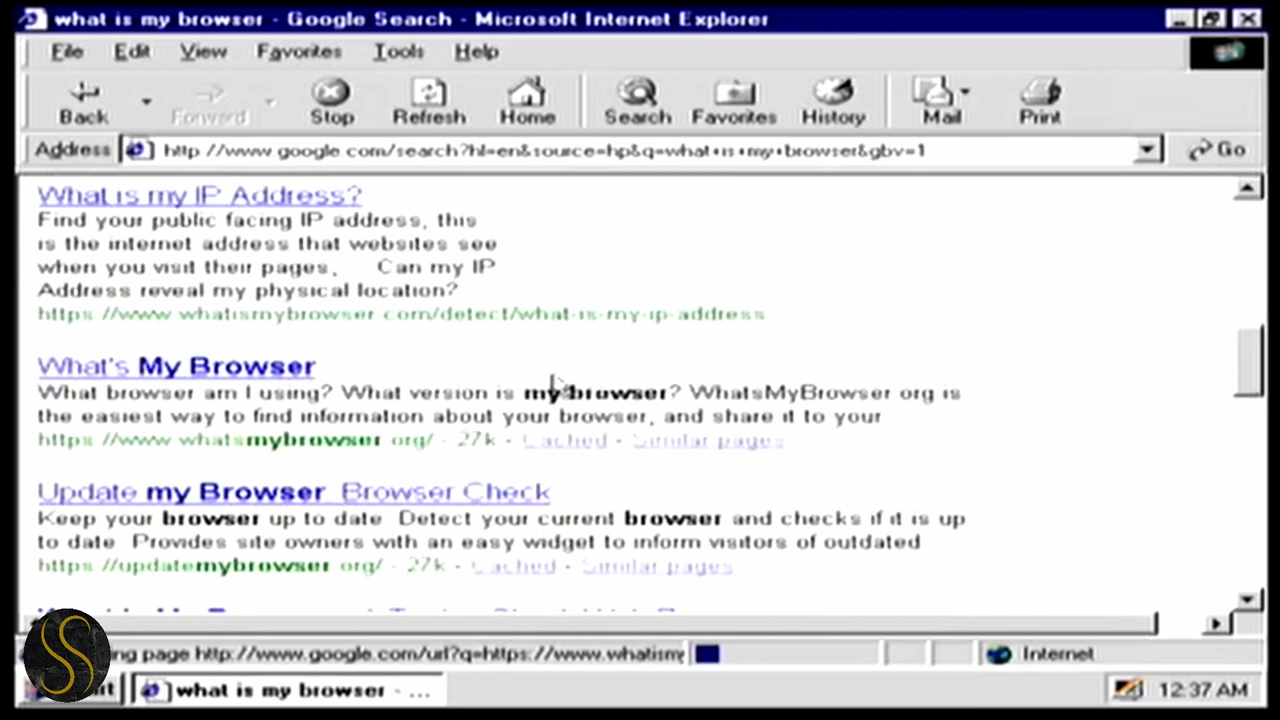 what is my browser - Google Search - Microsoft Internet Explorer
File Edit View Favorites Tools Help
Back Forward Stop Refresh Home Search Favorites History Mail Print
Address http://www.google.com/search?hl=en&source=hp&q=what+is+my+browser&gbv=1 Go
What is my IP Address?
Find your public facing IP address, this
is the internet address that websites see
when you visit their pages, ... Can my IP
Address reveal my physical location?
https://www.whatismybrowser.com/detect/what-is-my-ip-address
What's My Browser
What browser am I using? What version is my browser? WhatsMyBrowser.org is
the easiest way to find information about your browser, and share it to your
https://www.whatsmybrowser.org/ - 27k - Cached - Similar pages
Update my Browser Browser Check
Keep your browser up to date. Detect your current browser and checks if it is up
to date. Provides site owners with an easy widget to inform visitors of outdated
https://updatemybrowser.org/ - 27k - Cached - Similar pages
ng page http://www.google.com/url?q=https://www.whatismy Internet
what is my browser - ... 12:37 AM